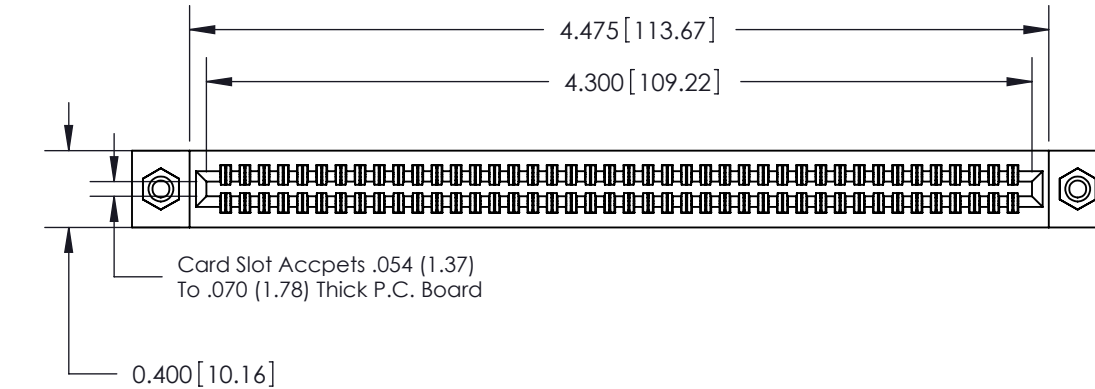 4.475[113.67]
4.300[109.22]
Card Slot Accpets .054 (1.37)
To .070 (1.78) Thick P.C. Board
0.400[10.16]